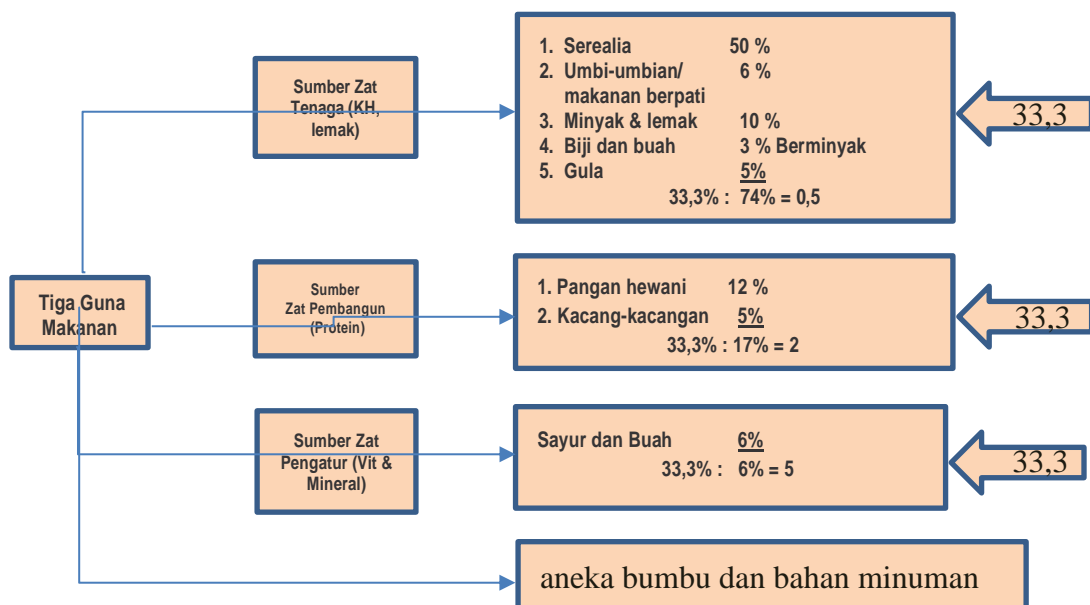 Tiga Guna
Makanan
Sumber Zat
Tenaga (KH,
lemak)
1. Serealia 50 %
2. Umbi-umbian/ 6 %
makanan berpati
3. Minyak & lemak 10 %
4. Biji dan buah 3 % Berminyak
5. Gula 5%
33,3% : 74% = 0,5
33,3
Sumber
Zat Pembangun
(Protein)
1. Pangan hewani 12 %
2. Kacang-kacangan 5%
33,3% : 17% = 2
33,3
Sumber Zat
Pengatur (Vit &
Mineral)
Sayur dan Buah 6%
33,3% : 6% = 5
33,3
aneka bumbu dan bahan minuman